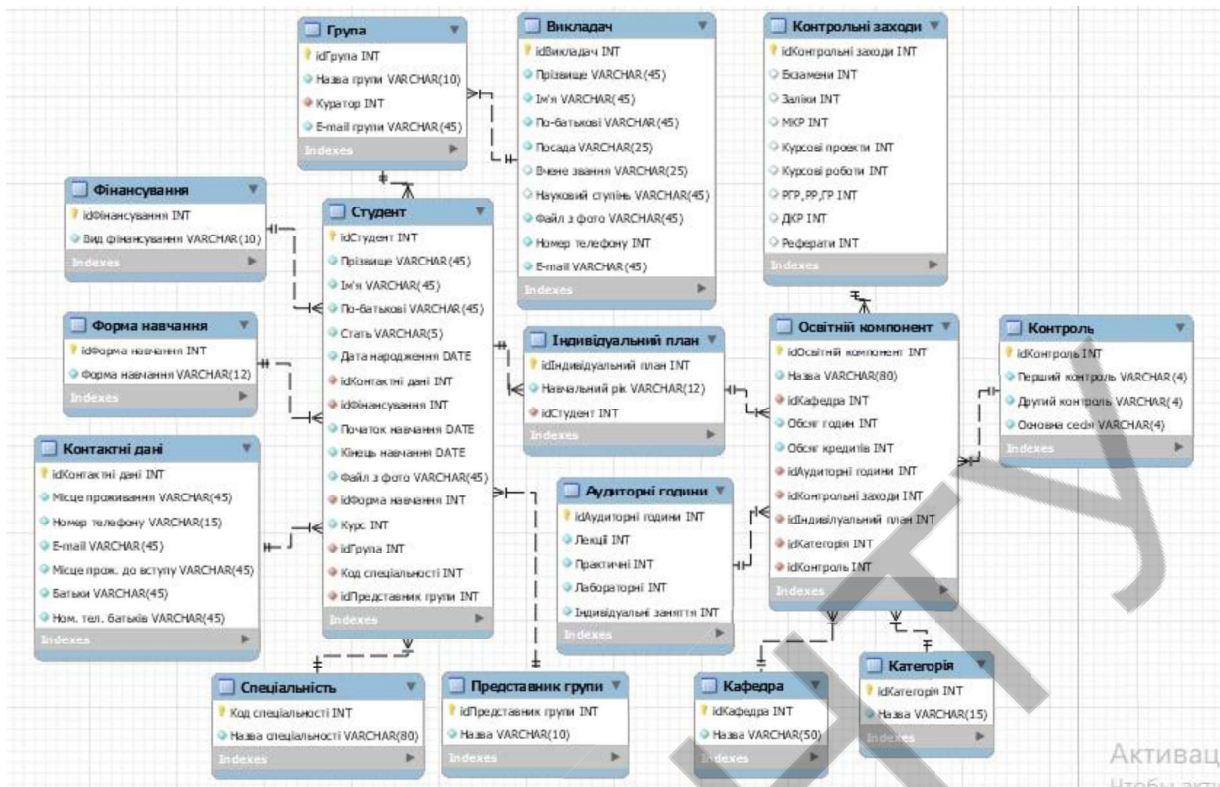 Група
idГрупа INT
Назва групи VARCHAR(10)
Куратор INT
E-mail групи VARCHAR(45)
Indexes
Викладач
idВикладач INT
Прізвище VARCHAR(45)
Ім'я VARCHAR(45)
По-батькові VARCHAR(45)
Посада VARCHAR(25)
Вчене звання VARCHAR(25)
Науковий ступінь VARCHAR(45)
Файл з фото VARCHAR(45)
Номер телефону INT
E-mail VARCHAR(45)
Indexes
Контрольні заходи
idКонтрольні заходи INT
Екзамени INT
Заліки INT
МКР INT
Курсові проекти INT
Курсові роботи INT
РГР,РР,ГР INT
ДКР INT
Реферати INT
Indexes
Фінансування
idФінансування INT
Вид фінансування VARCHAR(10)
Indexes
Форма навчання
idФорма навчання INT
Форма навчання VARCHAR(12)
Indexes
Контактні дані
idКонтактні дані INT
Місце проживання VARCHAR(45)
Номер телефону VARCHAR(15)
E-mail VARCHAR(45)
Місце прож. до вступу VARCHAR(45)
Батьки VARCHAR(45)
Ном. тел. батьків VARCHAR(45)
Indexes
Студент
idСтудент INT
Прізвище VARCHAR(45)
Ім'я VARCHAR(45)
По-батькові VARCHAR(45)
Стать VARCHAR(5)
Дата народження DATE
idКонтактні дані INT
idФінансування INT
Початок навчання DATE
Кінець навчання DATE
Файл з фото VARCHAR(45)
idФорма навчання INT
Курс INT
idГрупа INT
Код спеціальності INT
idПредставник групи INT
Indexes
Індивідуальний план
idІндивідуальний план INT
Навчальний рік VARCHAR(12)
idСтудент INT
Indexes
Аудиторні години
idАудиторні години INT
Лекції INT
Практичні INT
Лабораторні INT
Індивідуальні заняття INT
Indexes
Освітній компонент
idОсвітній компонент INT
Назва VARCHAR(80)
idКафедра INT
Обсяг годин INT
Обсяг кредитів INT
idАудиторні години INT
idКонтрольні заходи INT
idІндивілуальний план INT
idКатегорія INT
idКонтроль INT
Indexes
Контроль
idКонтроль INT
Перший контроль VARCHAR(4)
Другий контроль VARCHAR(4)
Основна сесія VARCHAR(4)
Indexes
Спеціальність
Код спеціальності INT
Назва спеціальності VARCHAR(80)
Indexes
Представник групи
idПредставник групи INT
Назва VARCHAR(10)
Indexes
Кафедра
idКафедра INT
Назва VARCHAR(50)
Indexes
Категорія
idКатегорія INT
Назва VARCHAR(15)
Indexes
НТУ
Активац